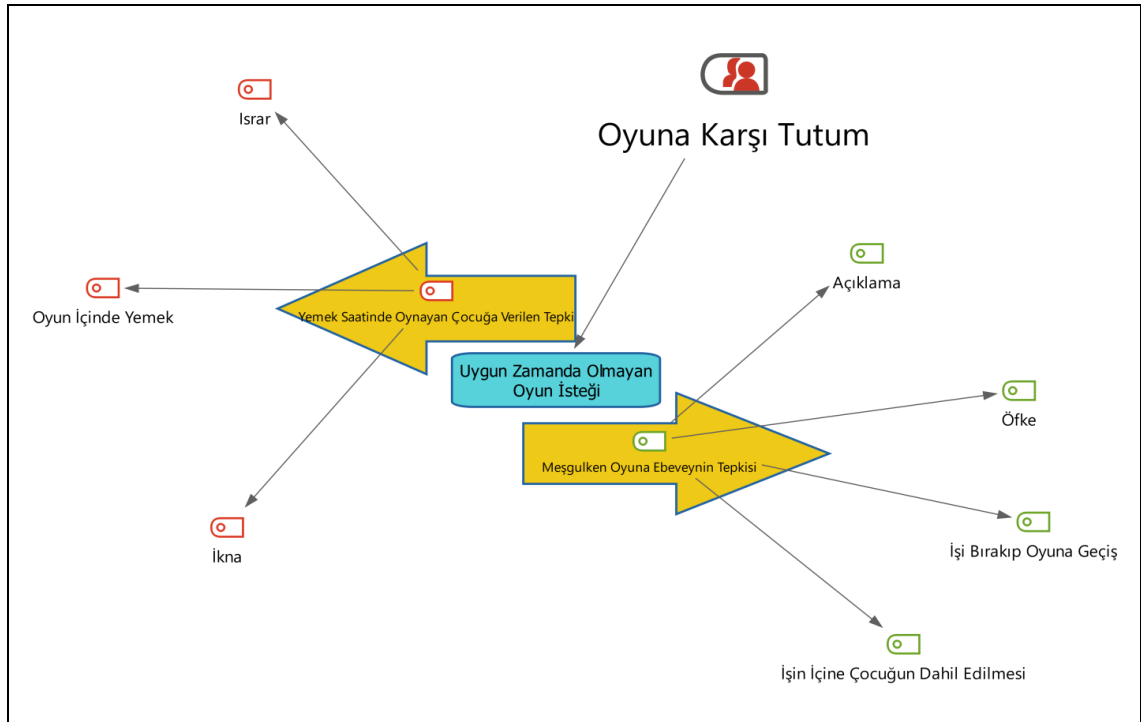 Israr
Oyuna Karşı Tutum
Açıklama
Oyun İçinde Yemek
Yemek Saatinde Oynayan Çocuğa Verilen Tepki
Uygun Zamanda Olmayan
Oyun İsteği
Öfke
Meşgulken Oyuna Ebeveynin Tepkisi
İkna
İşi Bırakıp Oyuna Geçiş
İşin İçine Çocuğun Dahil Edilmesi